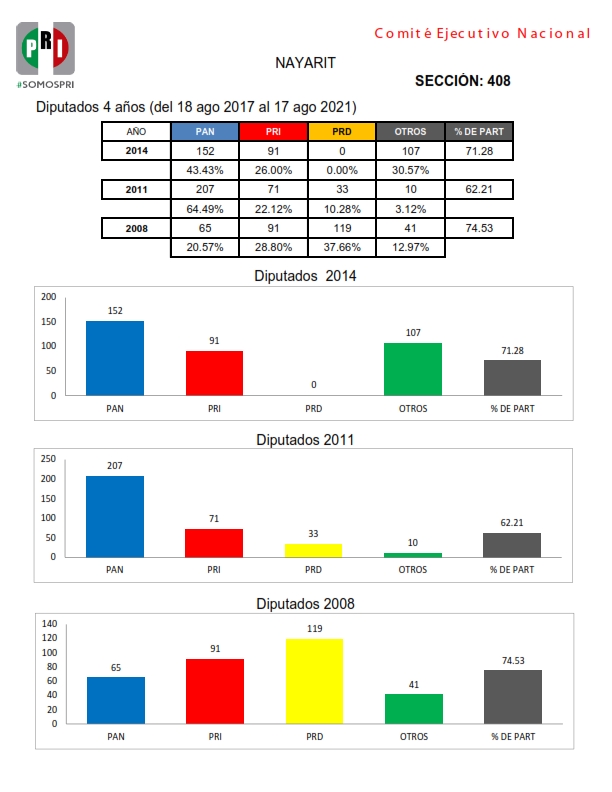 Comité Ejecutivo Nacional
PRI
#SOMOSPRI
NAYARIT
SECCIÓN: 408
Diputados 4 años (del 18 ago 2017 al 17 ago 2021)
AÑO PAN PRI PRD OTROS % DE PART
2014 152 91 0 107 71.28
43.43% 26.00% 0.00% 30.57%
2011 207 71 33 10 62.21
64.49% 22.12% 10.28% 3.12%
2008 65 91 119 41 74.53
20.57% 28.80% 37.66% 12.97%
Diputados 2014
200
150
100
50
0
152
91
0
107
71.28
PAN PRI PRD OTROS % DE PART
Diputados 2011
250
200
150
100
50
0
207
71
33
10
62.21
PAN PRI PRD OTROS % DE PART
Diputados 2008
140
120
100
80
60
40
20
0
65
91
119
41
74.53
PAN PRI PRD OTROS % DE PART